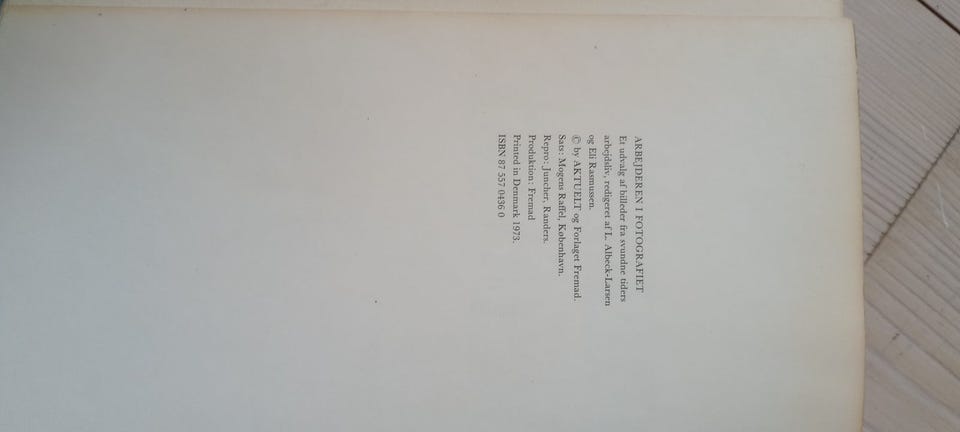 ARBEJDEREN I FOTOGRAFIET
Et udvalg af billeder fra svundne tiders
arbejdsliv, redigeret af L. Albeck-Larsen
og Eli Rasmussen.
© by AKTUELT og Forlaget Fremad.
Sats: Mogens Raffel, København.
Repro: Juncher, Randers.
Produktion: Fremad
Printed in Denmark 1973.
ISBN 87 557 0436 0